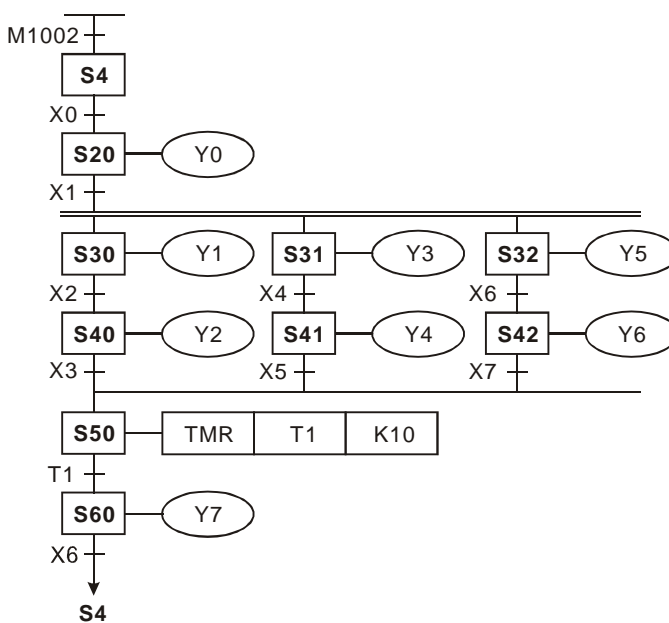 M1002
S4
X0
S20 Y0
X1
S30 Y1 S31 Y3 S32 Y5
X2 X4 X6
S40 Y2 S41 Y4 S42 Y6
X3 X5 X7
S50 TMR T1 K10
T1
S60 Y7
X6
S4